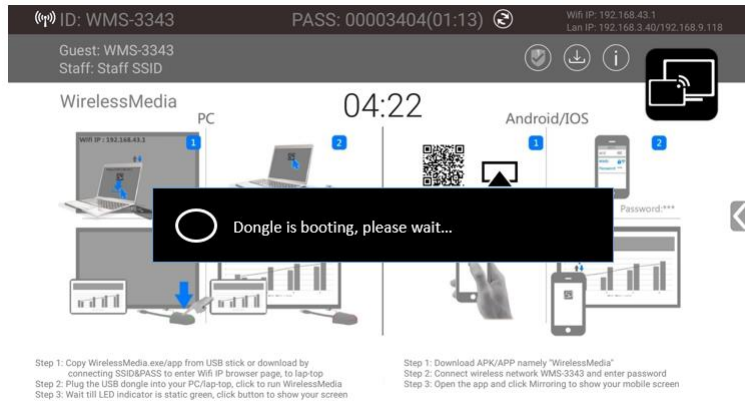 ID: WMS-3343
PASS: 00003404(01:13)
Wifi IP: 192.168.43.1
Lan IP: 192.168.3.40/192.168.9.118
Guest: WMS-3343
Staff: Staff SSID
WirelessMedia
04:22
PC
Android/IOS
Wifi IP : 192.168.43.1
1
2
1
2
Password:***
Dongle is booting, please wait...
Step 1: Copy WirelessMedia.exe/app from USB stick or download by
connecting SSID&PASS to enter Wifi IP browser page, to lap-top
Step 2: Plug the USB dongle into your PC/lap-top, click to run WirelessMedia
Step 3: Wait till LED indicator is static green, click button to show your screen
Step 1: Download APK/APP namely "WirelessMedia"
Step 2: Connect wireless network WMS-3343 and enter password
Step 3: Open the app and click Mirroring to show your mobile screen